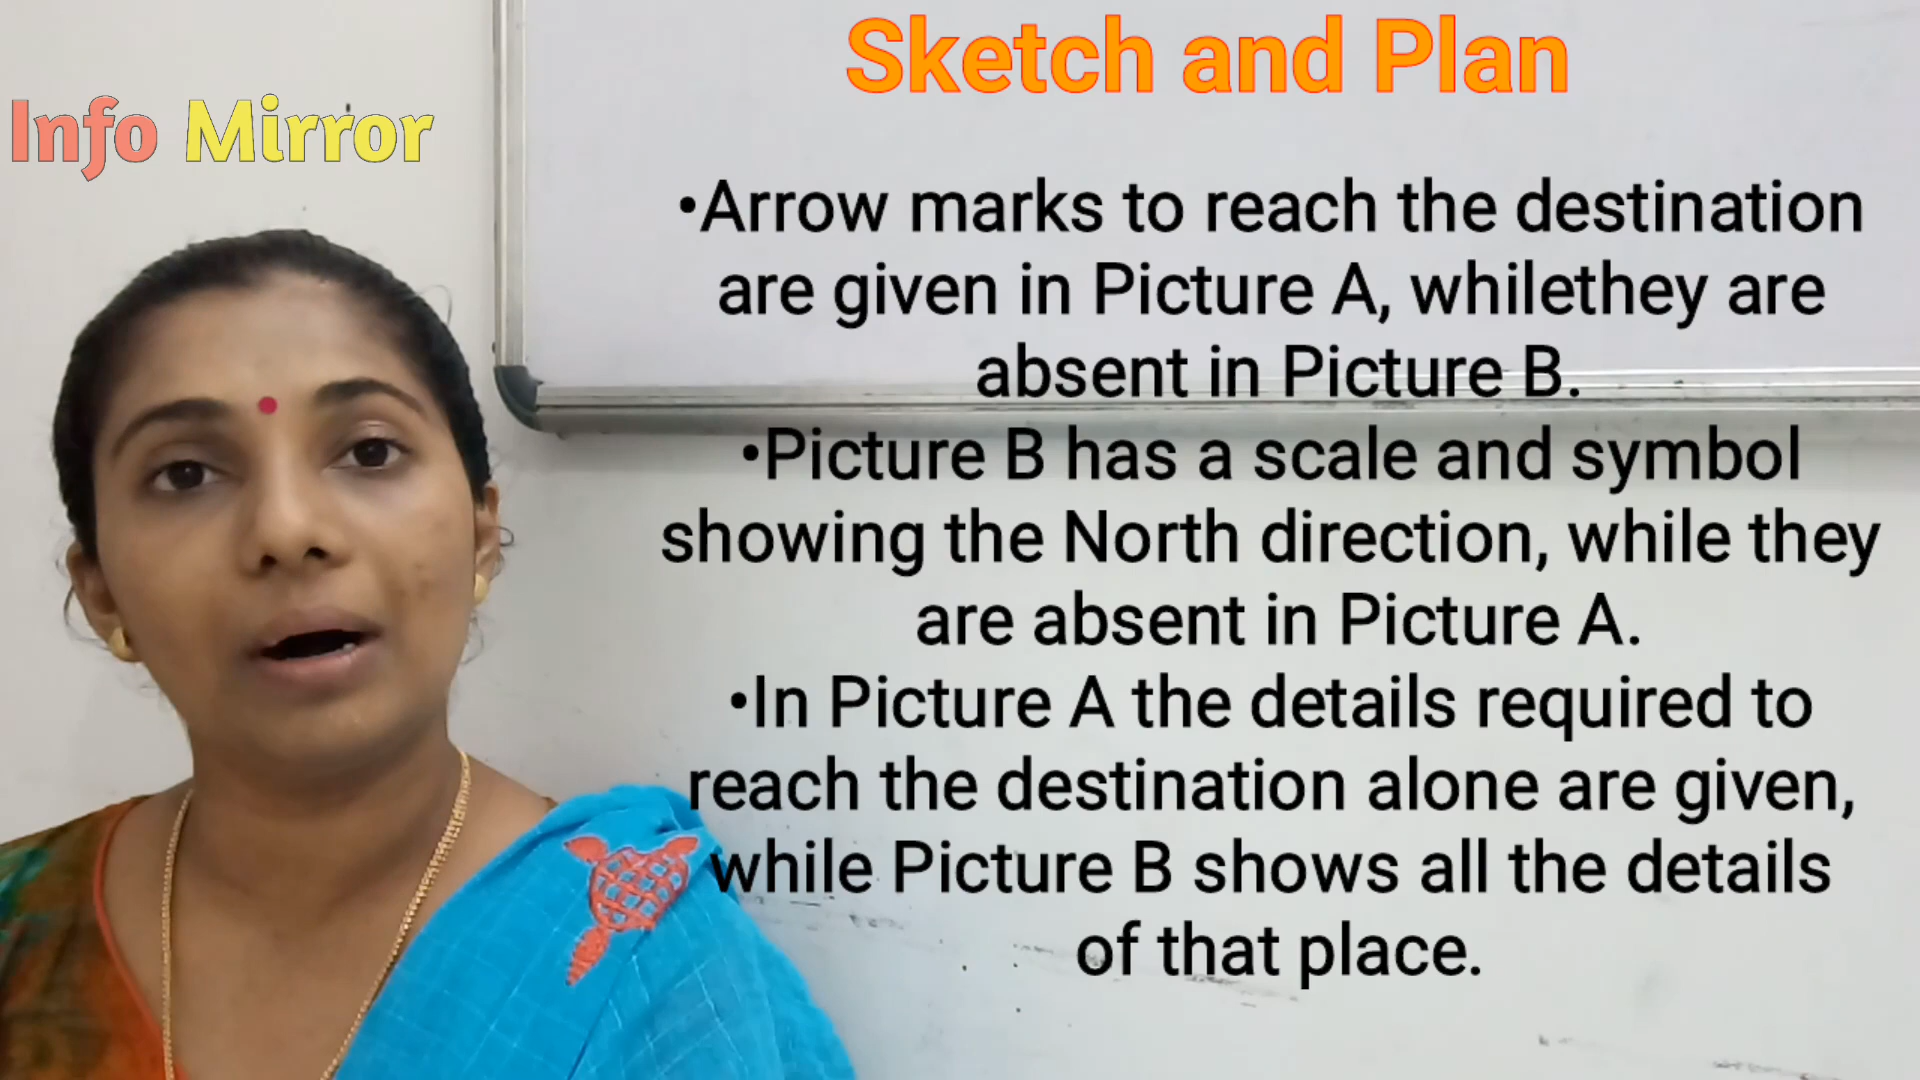 Sketch and Plan
Info Mirror
•Arrow marks to reach the destination
are given in Picture A, whilethey are
absent in Picture B.
•Picture B has a scale and symbol
showing the North direction, while they
are absent in Picture A.
•In Picture A the details required to
reach the destination alone are given,
while Picture B shows all the details
of that place.